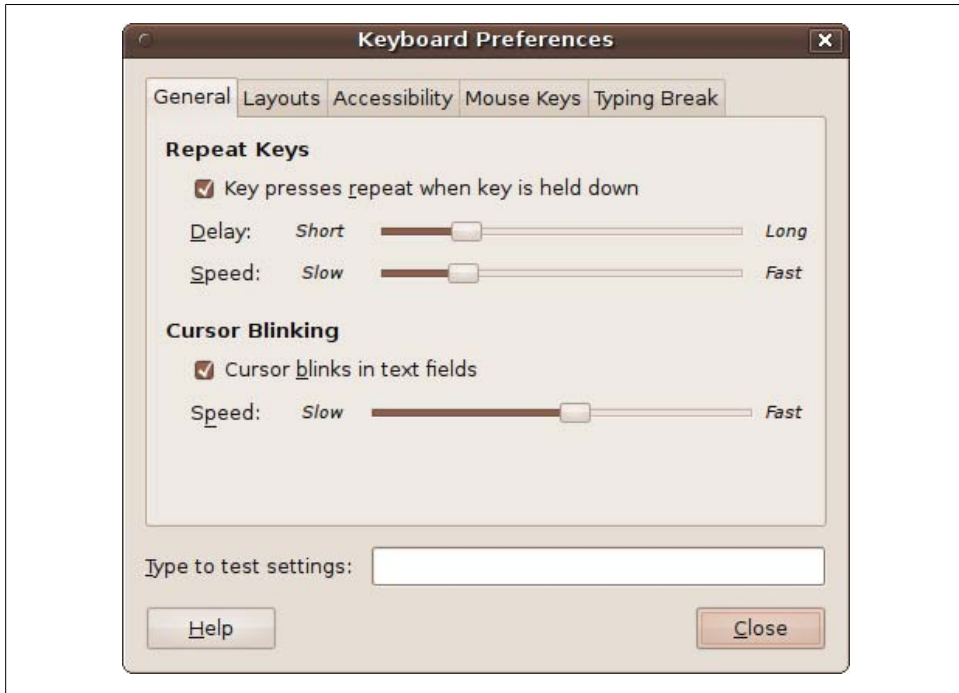 Keyboard Preferences
General Layouts Accessibility Mouse Keys Typing Break
Repeat Keys
Key presses repeat when key is held down
Delay: Short Long
Speed: Slow Fast
Cursor Blinking
Cursor blinks in text fields
Speed: Slow Fast
Type to test settings:
Help Close